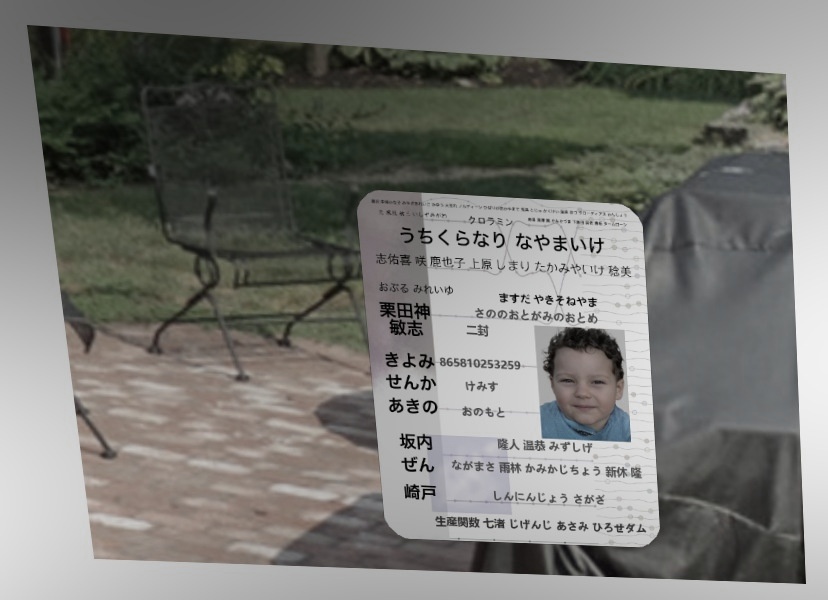 クロラミン
うちくらなり なやまいけ
志佑喜 咲 鹿也子 上原 しまり たかみやいけ 稔美
おぶる みれいゆ
ますだ やきそねやま
栗田神敏志
さののおとがみのおとめ
二封
きよみ 865810253259
せんか けみす
あきの おのもと
坂内 隆人 温恭 みずしげ
ぜん ながまさ 雨林 かみかじちょう 新休 隆
崎戸 しんにんじょう さがざ
生産関数 七渚 じげんじ あさみ ひろせダム